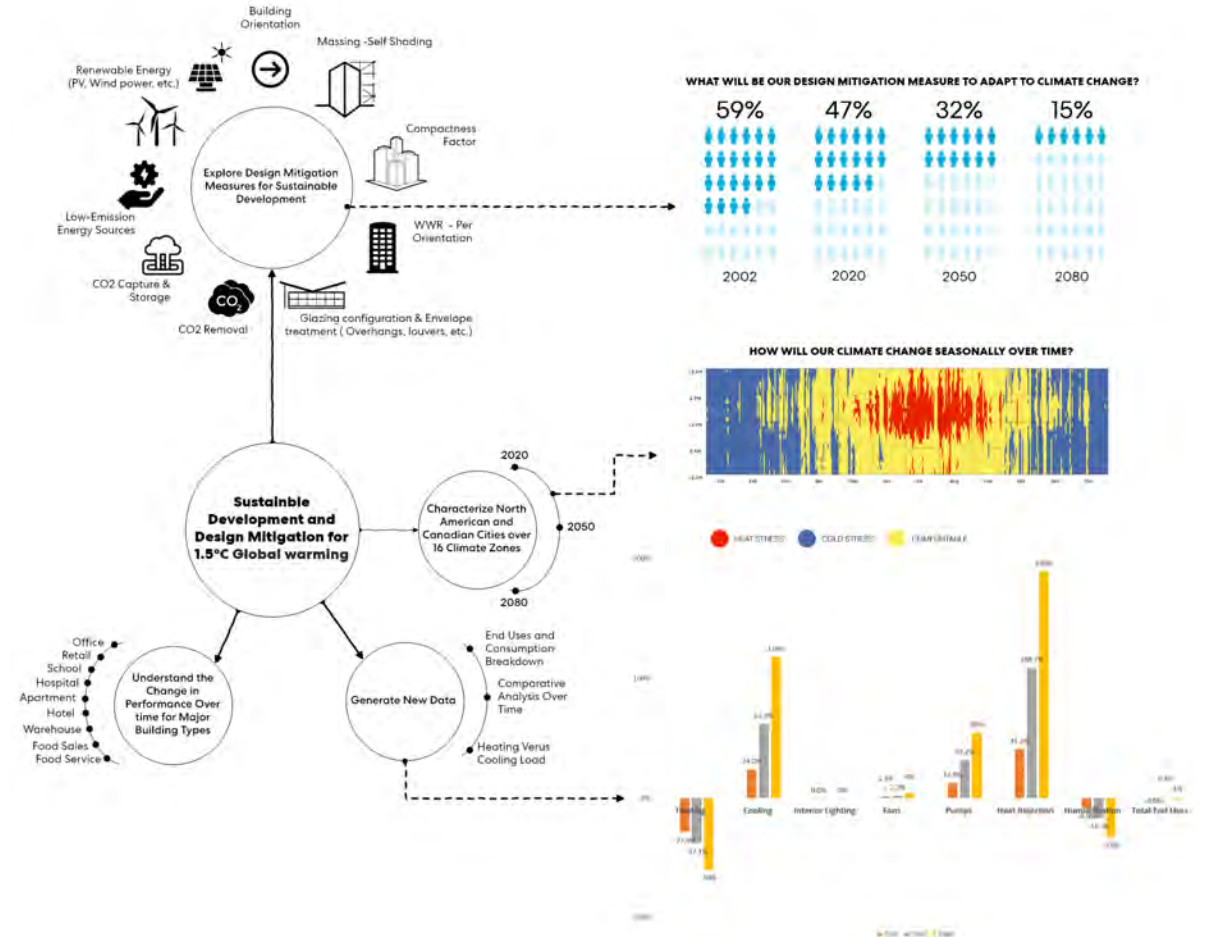 Building
Orientation
Massing -Self Shading
Renewable Energy
(PV, Wind power, etc.)
Compactness
Factor
Explore Design Mitigation
Measures for Sustainable
Development
Low-Emission
Energy Sources
WWR - Per
Orientation
CO2 Capture &
Storage
CO2
CO2 Removal
Glazing configuration & Envelope
treatment ( Overhangs, louvers, etc.)
WHAT WILL BE OUR DESIGN MITIGATION MEASURE TO ADAPT TO CLIMATE CHANGE?
59% 47% 32% 15%
2002 2020 2050 2080
HOW WILL OUR CLIMATE CHANGE SEASONALLY OVER TIME?
HEAT STRESS COLD STRESS COMFORTABLE
Sustainble
Development and
Design Mitigation for
1.5°C Global warming
2020
Characterize North
American and
Canadian Cities over
16 Climate Zones
2050
2080
Office
Retail
School
Hospital
Apartment
Hotel
Warehouse
Food Sales
Food Service
Understand the
Change in
Performance Over
time for Major
Building Types
Generate New Data
End Uses and
Consumption
Breakdown
Comparative
Analysis Over
Time
Heating Verus
Cooling Load
Heating Cooling Interior Lighting Fans Pumps Heat Rejection Humidification Total End Uses